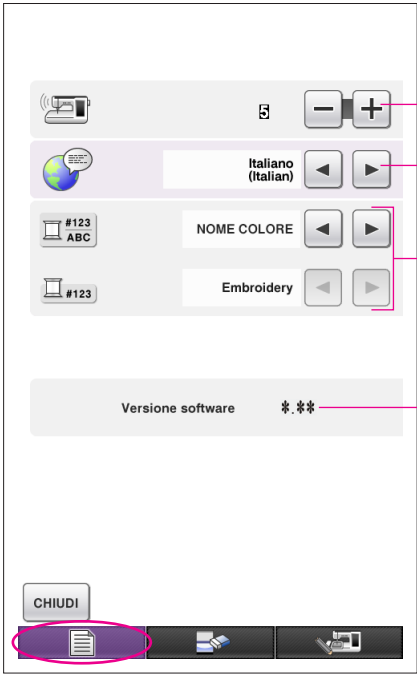 5
Italiano
(Italian)
#123
ABC
NOME COLORE
#123
Embroidery
Versione software *.**
CHIUDI